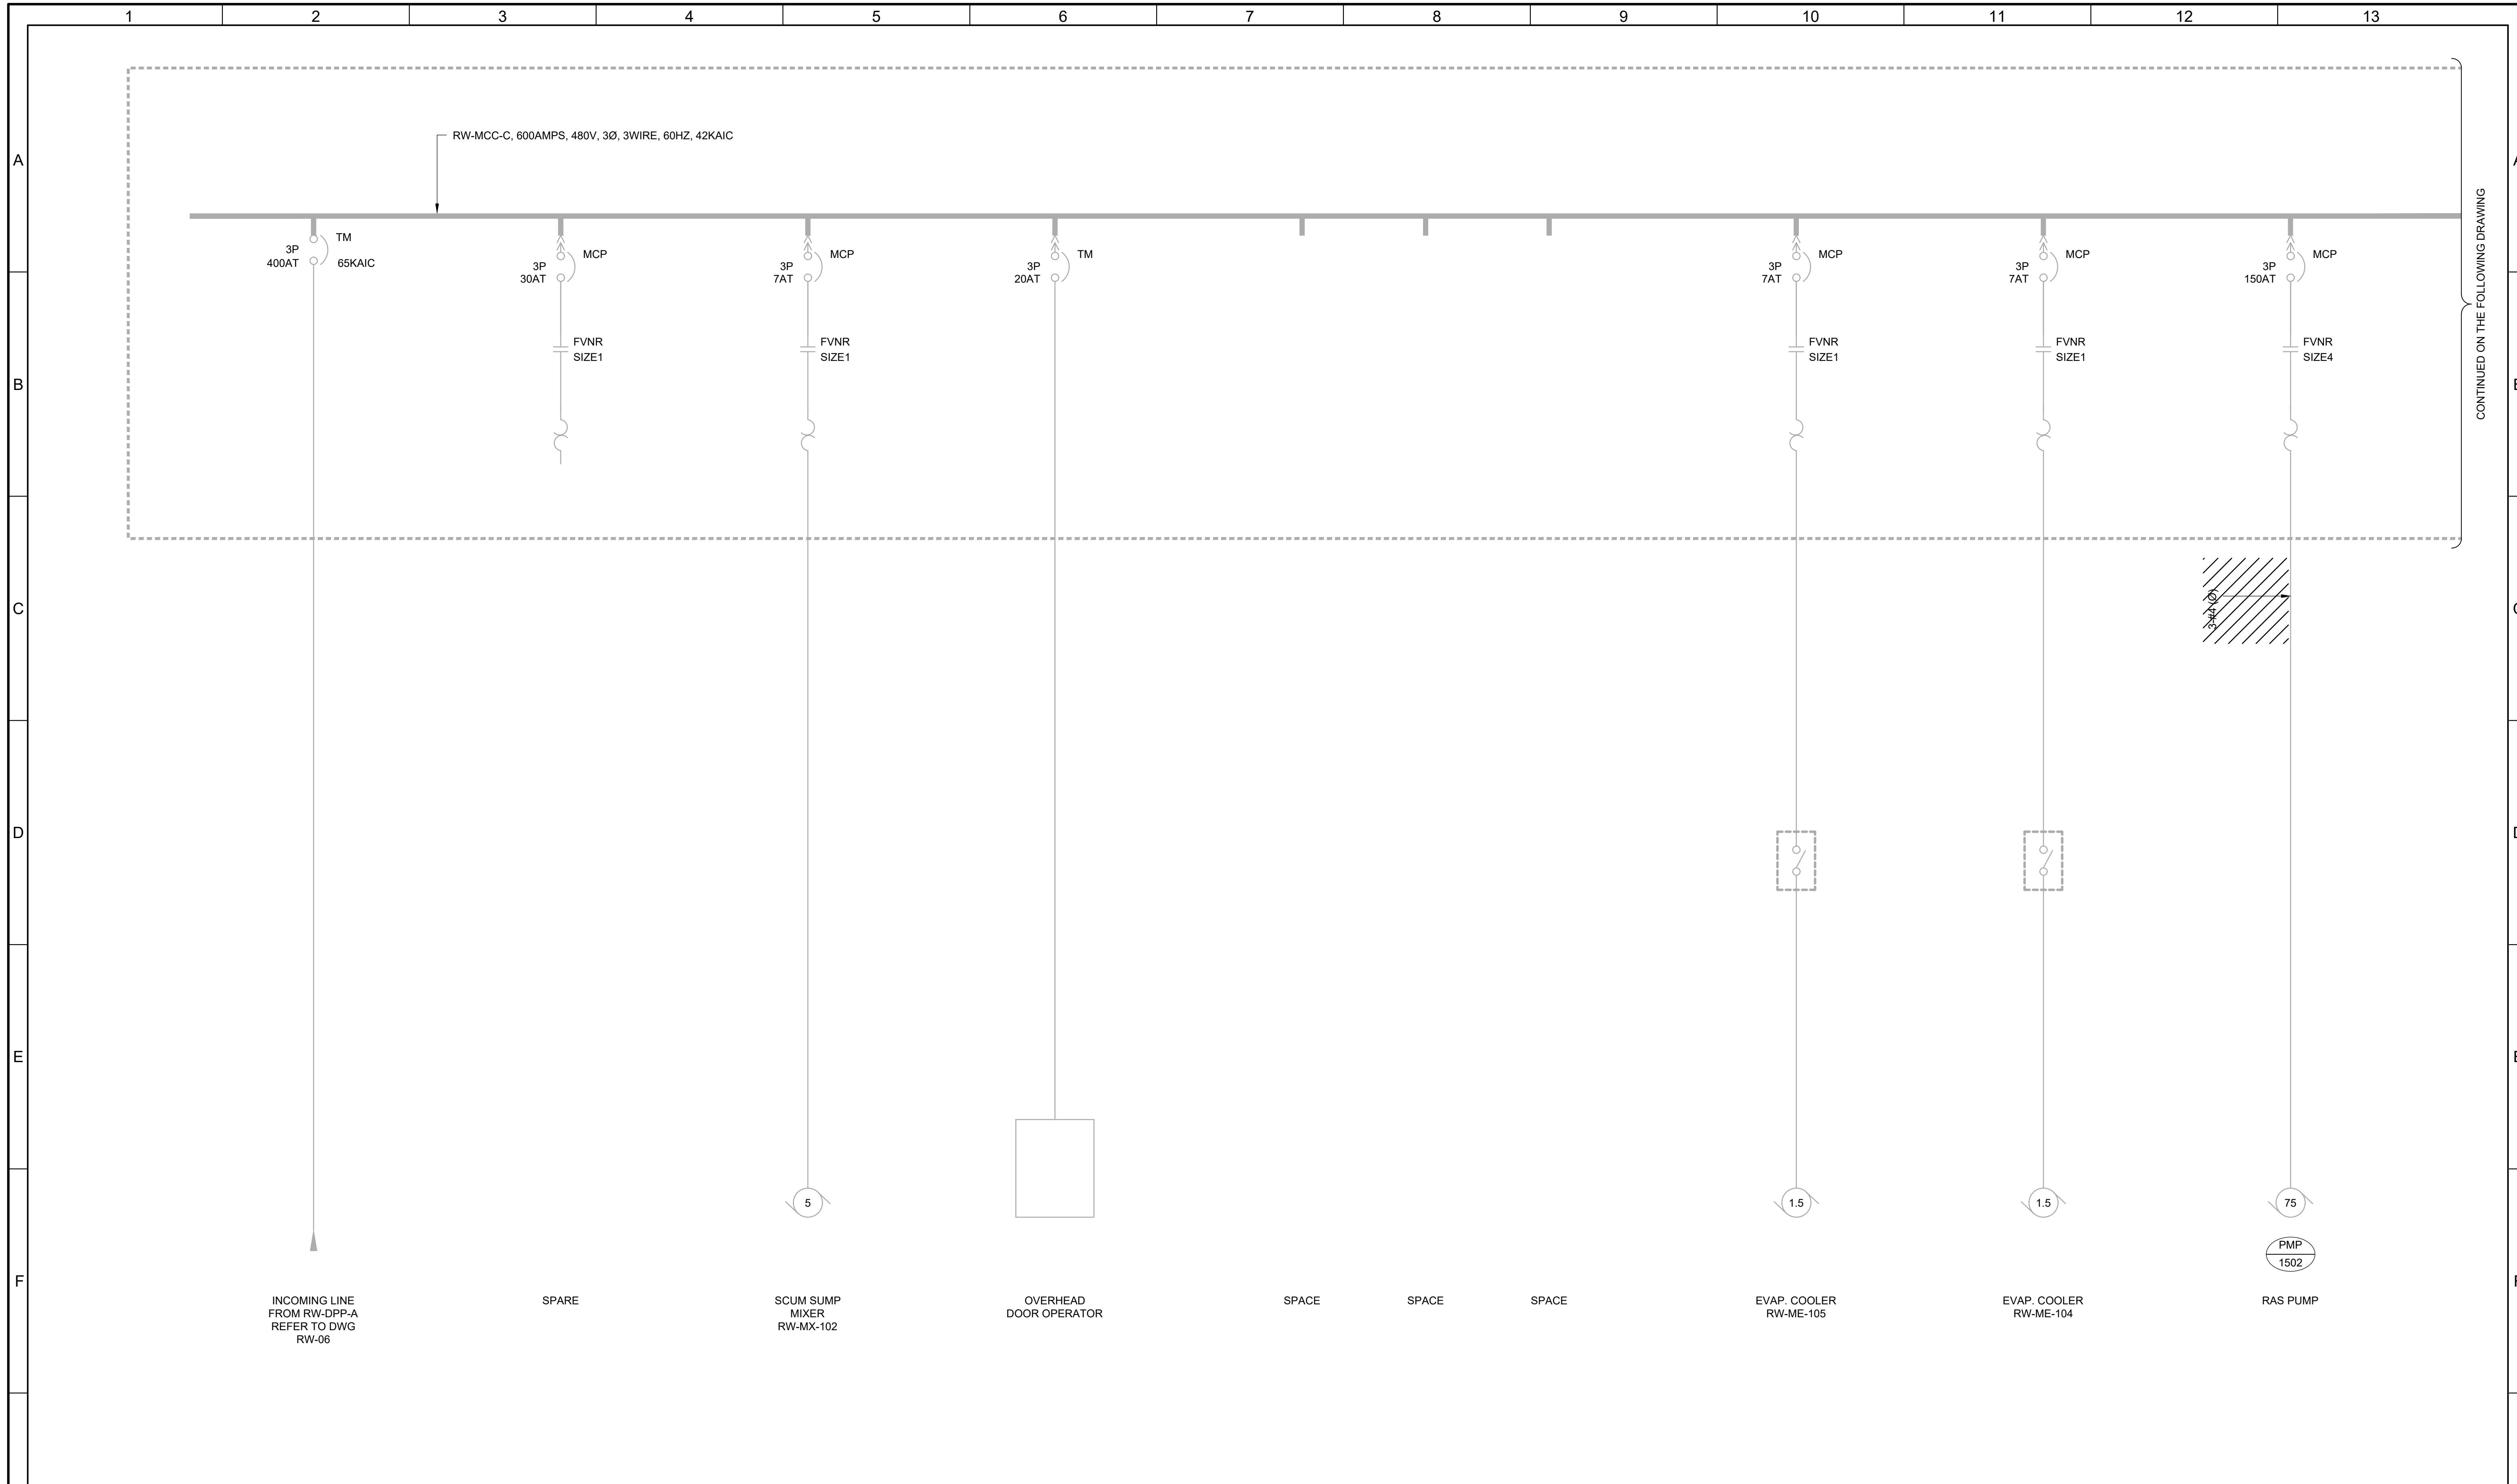 1 2 3 4 5 6 7 8 9 10 11 12 13
A
B
C
D
E
F
RW-MCC-C, 600AMPS, 480V, 3Ø, 3WIRE, 60HZ, 42KAIC
CONTINUED ON THE FOLLOWING DRAWING
3P
400AT
TM
65KAIC
INCOMING LINE
FROM RW-DPP-A
REFER TO DWG
RW-06
3P
30AT
MCP
FVNR
SIZE1
SPARE
3P
7AT
MCP
FVNR
SIZE1
5
SCUM SUMP
MIXER
RW-MX-102
3P
20AT
TM
OVERHEAD
DOOR OPERATOR
SPACE
SPACE
SPACE
3P
7AT
MCP
FVNR
SIZE1
1.5
EVAP. COOLER
RW-ME-105
3P
7AT
MCP
FVNR
SIZE1
1.5
EVAP. COOLER
RW-ME-104
3P
150AT
MCP
FVNR
SIZE4
3-#4 (Ø)
75
PMP
1502
RAS PUMP